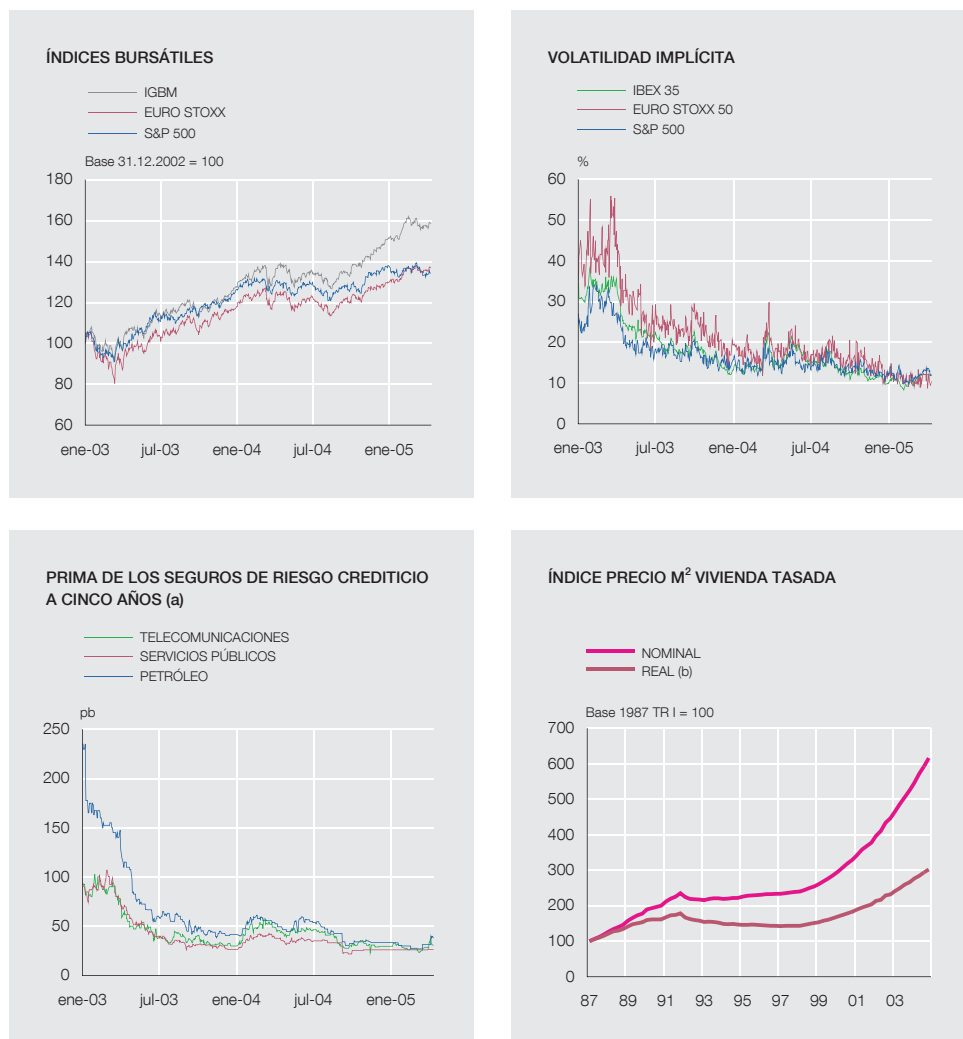 ÍNDICES BURSÁTILES
IGBM
EURO STOXX
S&P 500
Base 31.12.2002 = 100
180
160
140
120
100
80
60
ene-03 jul-03 ene-04 jul-04 ene-05
VOLATILIDAD IMPLÍCITA
IBEX 35
EURO STOXX 50
S&P 500
%
60
50
40
30
20
10
0
ene-03 jul-03 ene-04 jul-04 ene-05
PRIMA DE LOS SEGUROS DE RIESGO CREDITICIO
A CINCO AÑOS (a)
TELECOMUNICACIONES
SERVICIOS PÚBLICOS
PETRÓLEO
pb
250
200
150
100
50
0
ene-03 jul-03 ene-04 jul-04 ene-05
ÍNDICE PRECIO M² VIVIENDA TASADA
NOMINAL
REAL (b)
Base 1987 TR I = 100
700
600
500
400
300
200
100
0
87 89 91 93 95 97 99 01 03